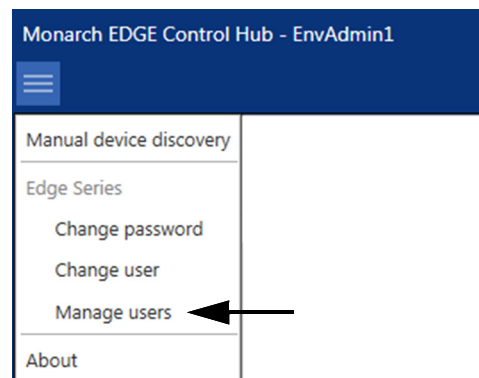 Monarch EDGE Control Hub - EnvAdmin1
Manual device discovery
Edge Series
Change password
Change user
Manage users
About